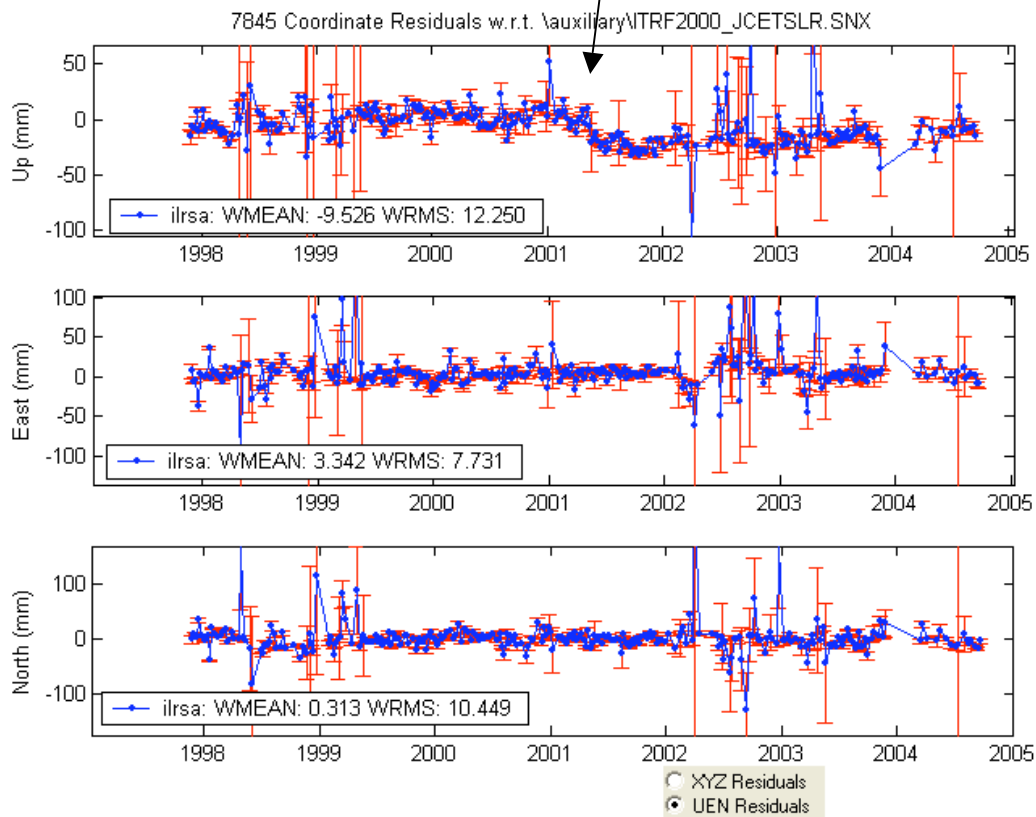 7845 Coordinate Residuals w.r.t. \auxiliary\ITRF2000_JCETSLR.SNX
Up (mm)
50
0
-50
-100
ilrsa: WMEAN: -9.526 WRMS: 12.250
1998 1999 2000 2001 2002 2003 2004 2005
East (mm)
100
50
0
-50
-100
ilrsa: WMEAN: 3.342 WRMS: 7.731
1998 1999 2000 2001 2002 2003 2004 2005
North (mm)
100
0
-100
ilrsa: WMEAN: 0.313 WRMS: 10.449
1998 1999 2000 2001 2002 2003 2004 2005
XYZ Residuals
UEN Residuals